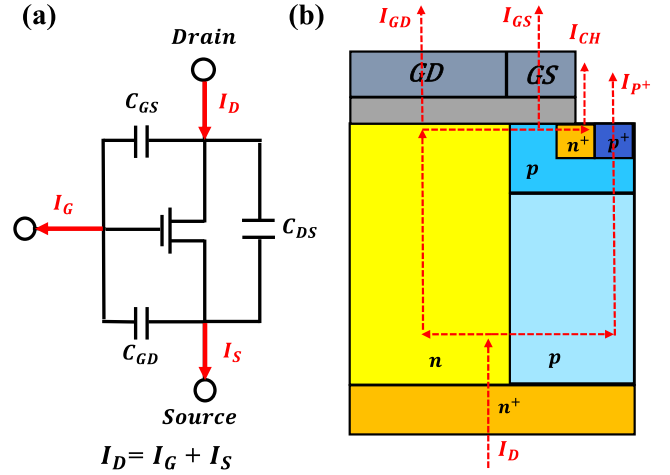 (a)
Drain
C_GS
I_D
I_G
C_DS
C_GD
I_S
Source
I_D = I_G + I_S
(b)
I_GD
I_GS
I_CH
I_P+
GD
GS
n+
p+
p
n
p
n+
I_D